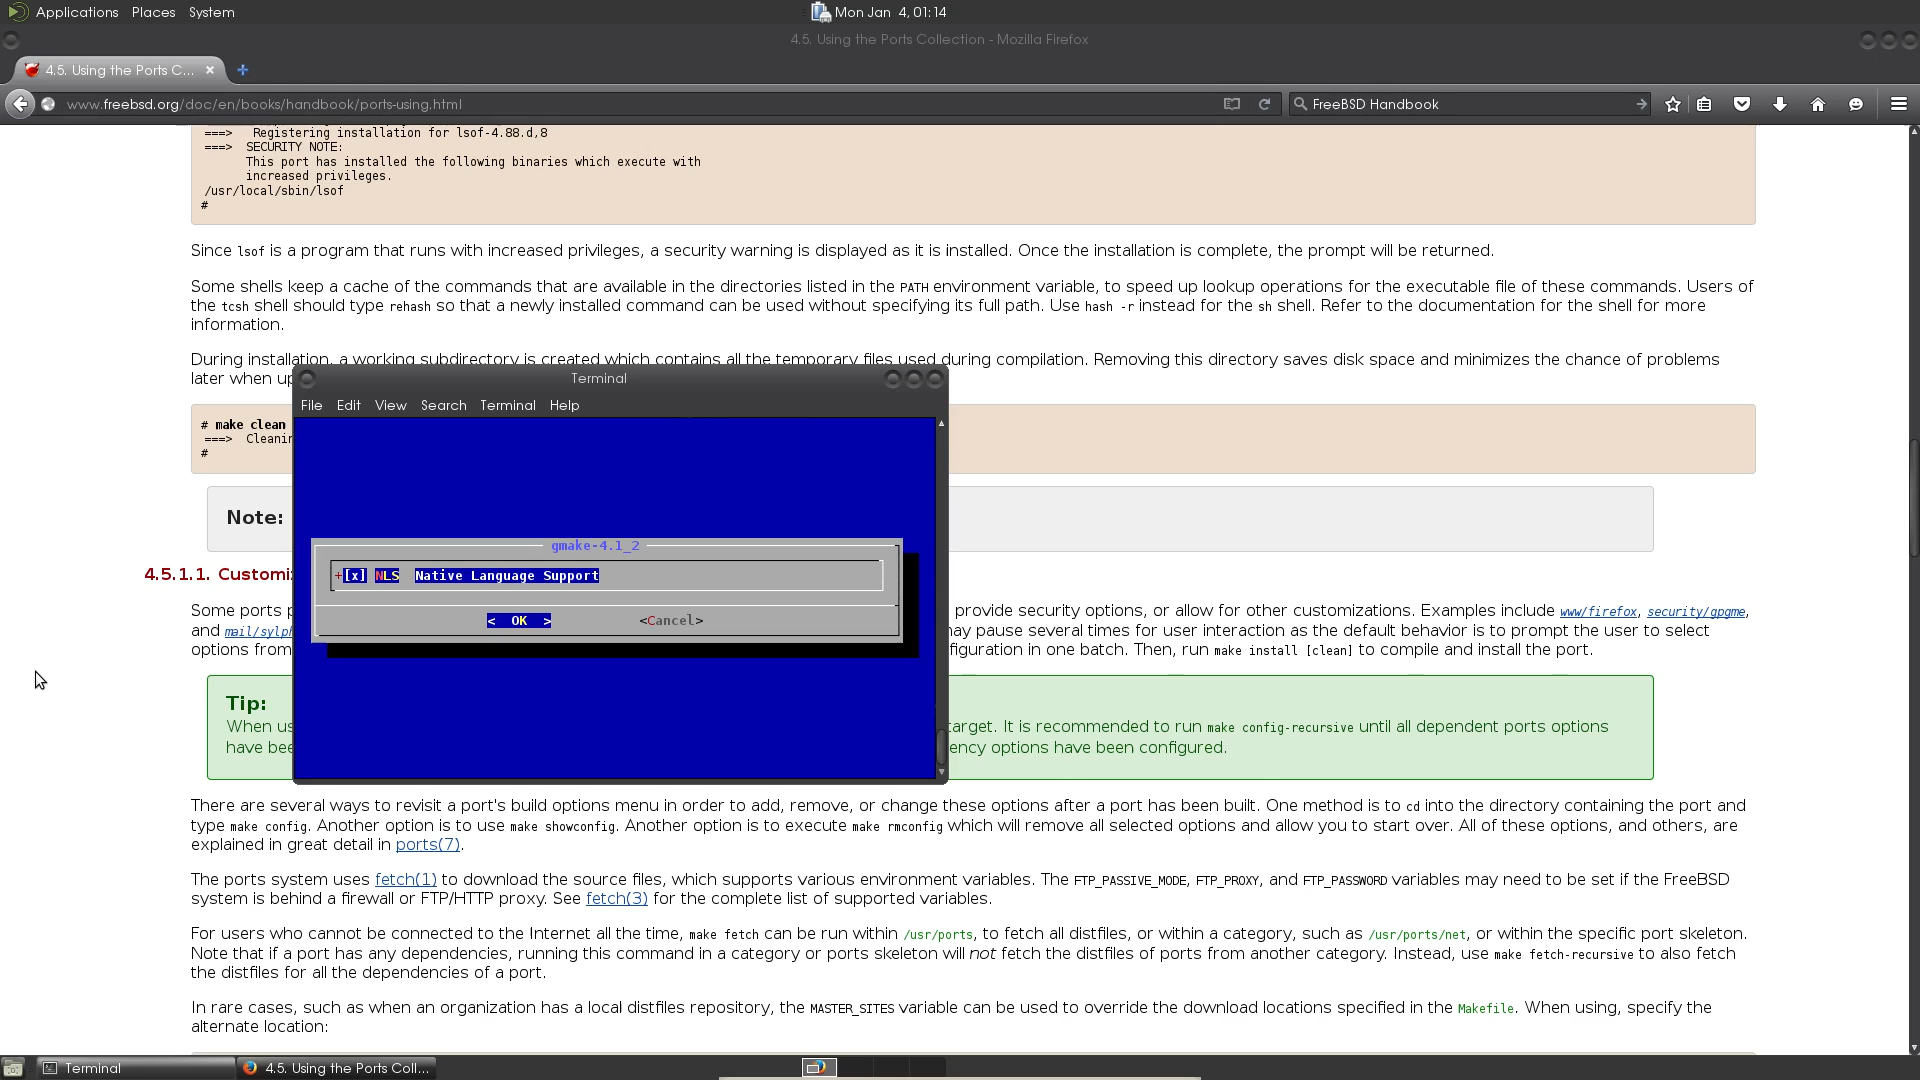 Applications Places System
Mon Jan 4, 01:14
4.5. Using the Ports Collection - Mozilla Firefox
4.5. Using the Ports C...
www.freebsd.org/doc/en/books/handbook/ports-using.html
FreeBSD Handbook
===> Registering installation for lsof-4.88.d,8
===> SECURITY NOTE:
This port has installed the following binaries which execute with
increased privileges.
/usr/local/sbin/lsof
#
Since lsof is a program that runs with increased privileges, a security warning is displayed as it is installed. Once the installation is complete, the prompt will be returned.
Some shells keep a cache of the commands that are available in the directories listed in the PATH environment variable, to speed up lookup operations for the executable file of these commands. Users of
the tcsh shell should type rehash so that a newly installed command can be used without specifying its full path. Use hash -r instead for the sh shell. Refer to the documentation for the shell for more
information.
During installation, a working subdirectory is created which contains all the temporary files used during compilation. Removing this directory saves disk space and minimizes the chance of problems
later when up
# make clean
===> Cleanin
#
Note:
4.5.1.1. Customiz
Some ports p
provide security options, or allow for other customizations. Examples include www/firefox, security/gpgme,
and mail/sylph
may pause several times for user interaction as the default behavior is to prompt the user to select
options from
figuration in one batch. Then, run make install [clean] to compile and install the port.
Terminal
File Edit View Search Terminal Help
gmake-4.1_2
+[x] NLS Native Language Support
< OK > <Cancel>
Tip:
When us
target. It is recommended to run make config-recursive until all dependent ports options
have bee
ency options have been configured.
There are several ways to revisit a port's build options menu in order to add, remove, or change these options after a port has been built. One method is to cd into the directory containing the port and
type make config. Another option is to use make showconfig. Another option is to execute make rmconfig which will remove all selected options and allow you to start over. All of these options, and others, are
explained in great detail in ports(7).
The ports system uses fetch(1) to download the source files, which supports various environment variables. The FTP_PASSIVE_MODE, FTP_PROXY, and FTP_PASSWORD variables may need to be set if the FreeBSD
system is behind a firewall or FTP/HTTP proxy. See fetch(3) for the complete list of supported variables.
For users who cannot be connected to the Internet all the time, make fetch can be run within /usr/ports, to fetch all distfiles, or within a category, such as /usr/ports/net, or within the specific port skeleton.
Note that if a port has any dependencies, running this command in a category or ports skeleton will not fetch the distfiles of ports from another category. Instead, use make fetch-recursive to also fetch
the distfiles for all the dependencies of a port.
In rare cases, such as when an organization has a local distfiles repository, the MASTER_SITES variable can be used to override the download locations specified in the Makefile. When using, specify the
alternate location:
Terminal
4.5. Using the Ports Coll...